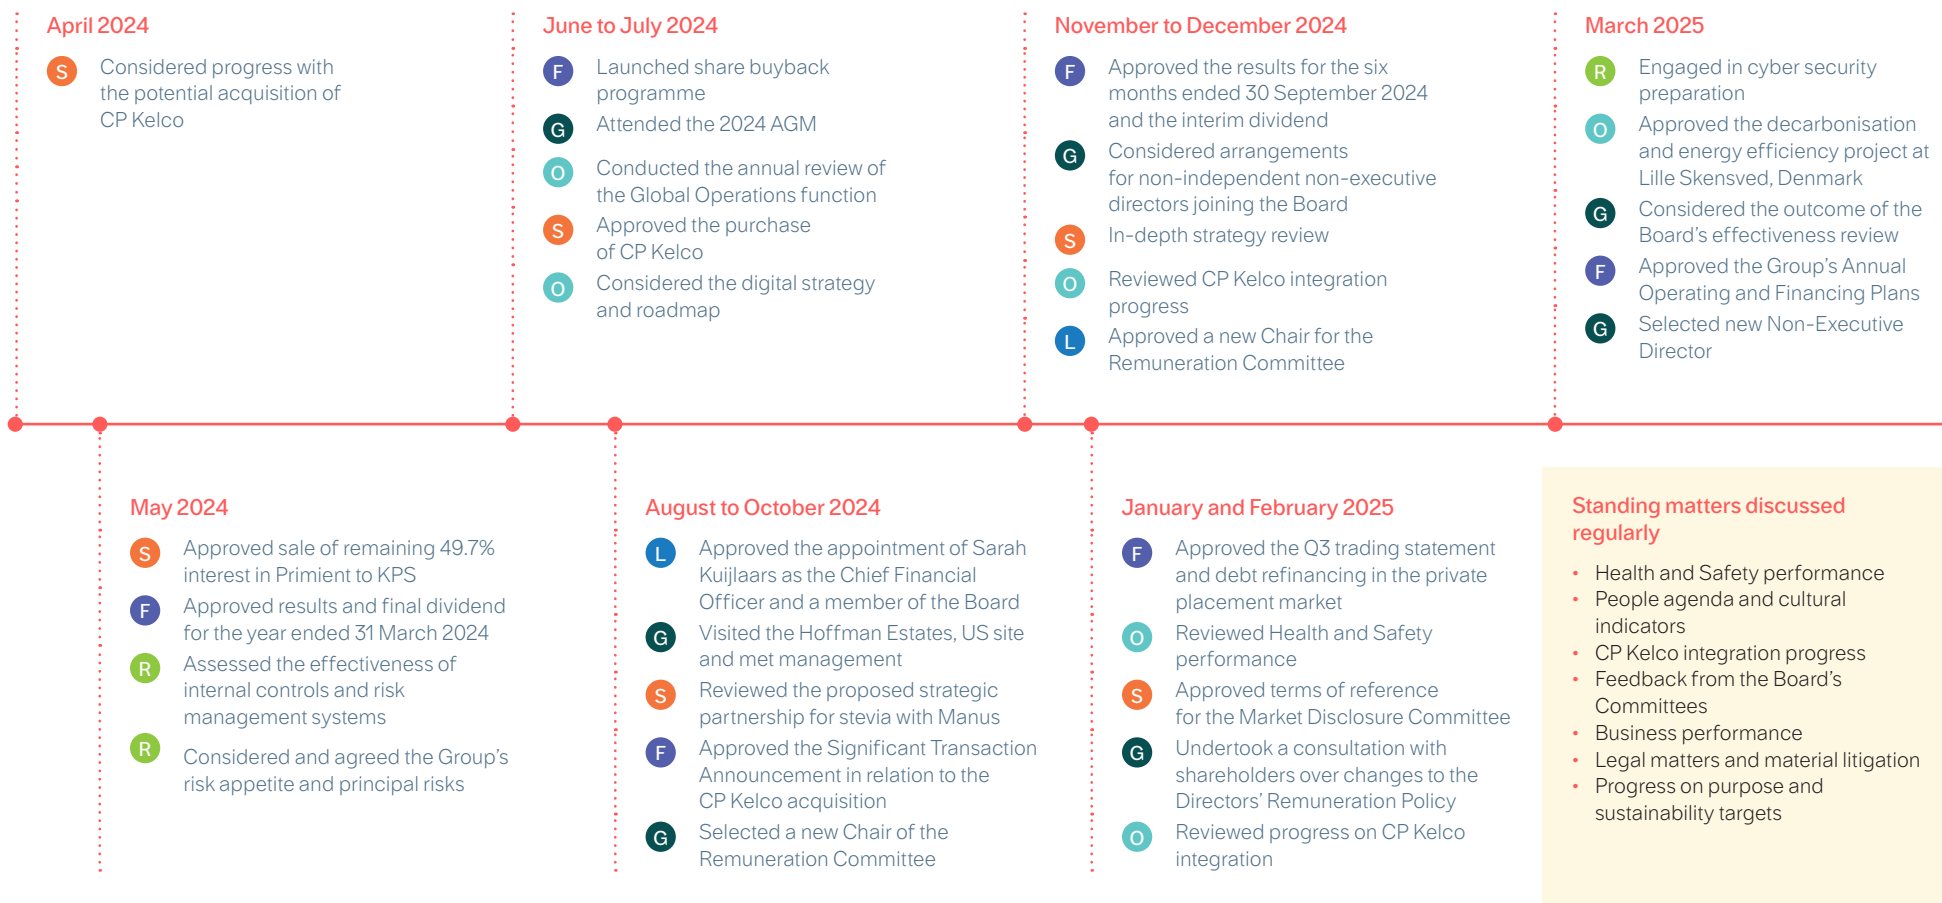 April 2024
S Considered progress with
the potential acquisition of
CP Kelco
June to July 2024
F Launched share buyback
programme
G Attended the 2024 AGM
O Conducted the annual review of
the Global Operations function
S Approved the purchase
of CP Kelco
O Considered the digital strategy
and roadmap
November to December 2024
F Approved the results for the six
months ended 30 September 2024
and the interim dividend
G Considered arrangements
for non-independent non-executive
directors joining the Board
S In-depth strategy review
O Reviewed CP Kelco integration
progress
L Approved a new Chair for the
Remuneration Committee
March 2025
R Engaged in cyber security
preparation
O Approved the decarbonisation
and energy efficiency project at
Lille Skensved, Denmark
G Considered the outcome of the
Board's effectiveness review
F Approved the Group's Annual
Operating and Financing Plans
G Selected new Non-Executive
Director
May 2024
S Approved sale of remaining 49.7%
interest in Primient to KPS
F Approved results and final dividend
for the year ended 31 March 2024
R Assessed the effectiveness of
internal controls and risk
management systems
R Considered and agreed the Group's
risk appetite and principal risks
August to October 2024
L Approved the appointment of Sarah
Kuijlaars as the Chief Financial
Officer and a member of the Board
G Visited the Hoffman Estates, US site
and met management
S Reviewed the proposed strategic
partnership for stevia with Manus
F Approved the Significant Transaction
Announcement in relation to the
CP Kelco acquisition
G Selected a new Chair of the
Remuneration Committee
January and February 2025
F Approved the Q3 trading statement
and debt refinancing in the private
placement market
O Reviewed Health and Safety
performance
S Approved terms of reference
for the Market Disclosure Committee
G Undertook a consultation with
shareholders over changes to the
Directors' Remuneration Policy
O Reviewed progress on CP Kelco
integration
Standing matters discussed
regularly
• Health and Safety performance
• People agenda and cultural
indicators
• CP Kelco integration progress
• Feedback from the Board's
Committees
• Business performance
• Legal matters and material litigation
• Progress on purpose and
sustainability targets